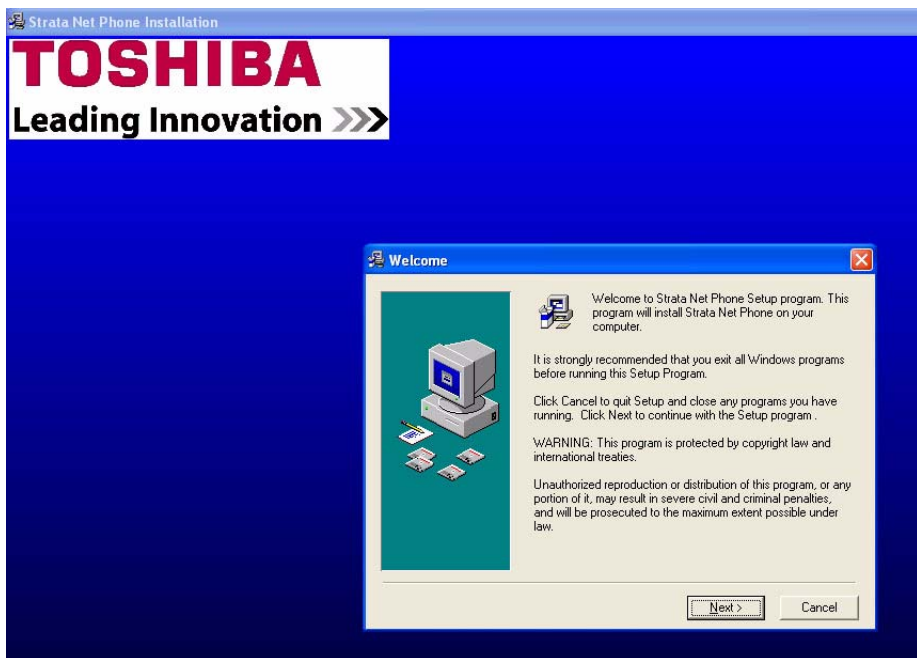 Strata Net Phone Installation
TOSHIBA
Leading Innovation >>>
Welcome
Welcome to Strata Net Phone Setup program. This
program will install Strata Net Phone on your
computer.
It is strongly recommended that you exit all Windows programs
before running this Setup Program.
Click Cancel to quit Setup and close any programs you have
running. Click Next to continue with the Setup program .
WARNING: This program is protected by copyright law and
international treaties.
Unauthorized reproduction or distribution of this program, or any
portion of it, may result in severe civil and criminal penalties,
and will be prosecuted to the maximum extent possible under
law.
Next >
Cancel